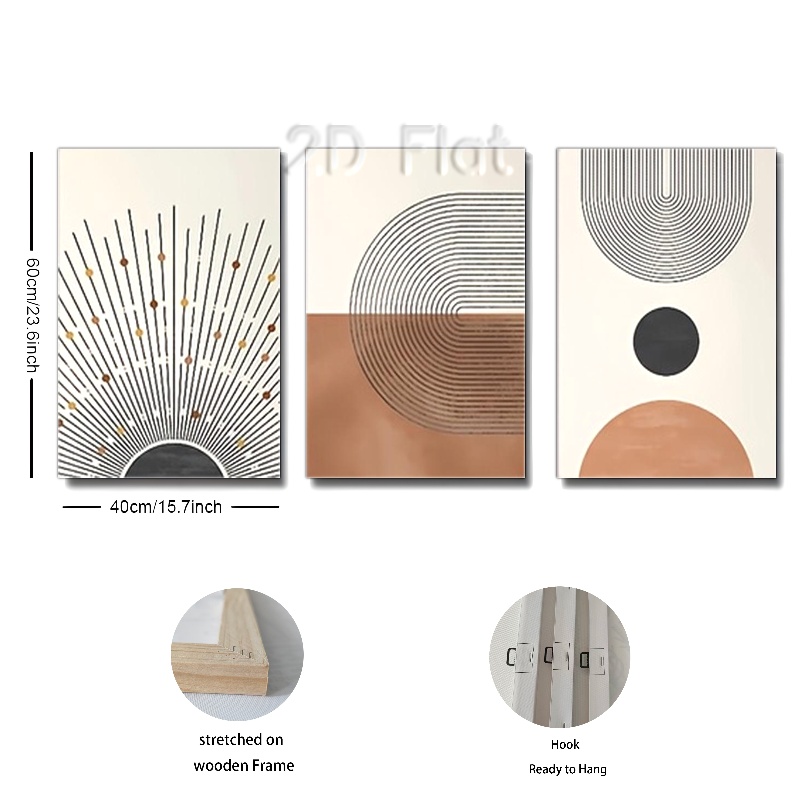 2D Flat
60cm/23.6inch
40cm/15.7inch
stretched on
wooden Frame
Hook
Ready to Hang